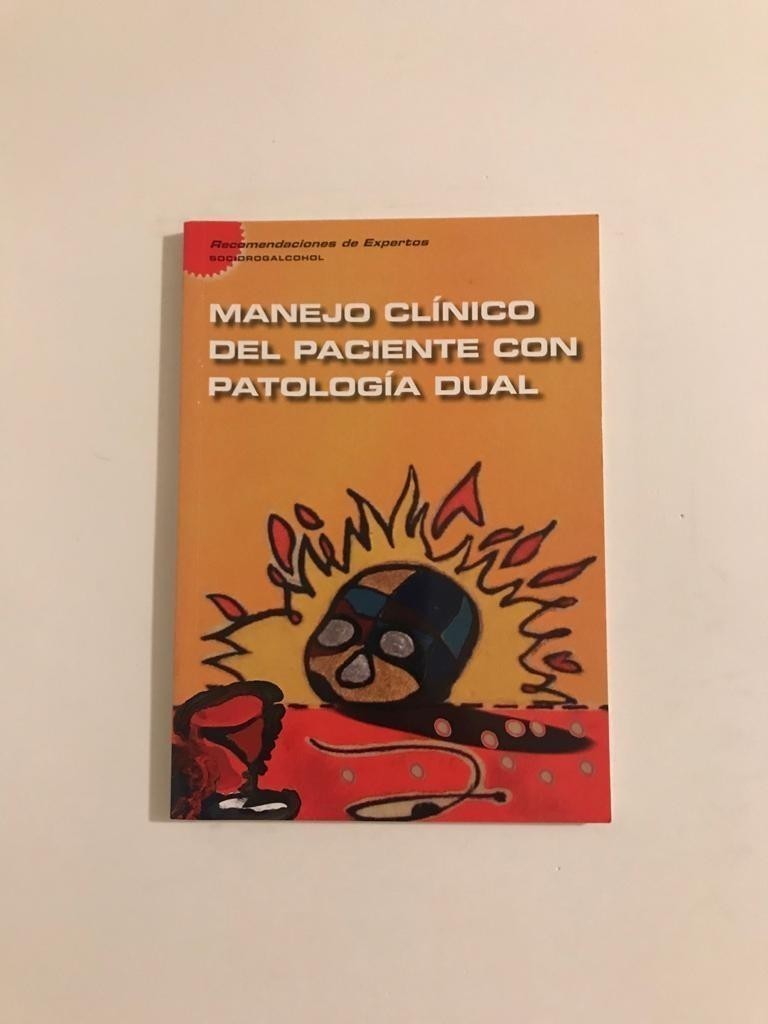 Recomendaciones de Expertos
SOCIDROGALCOHOL
MANEJO CLÍNICO
DEL PACIENTE CON
PATOLOGÍA DUAL